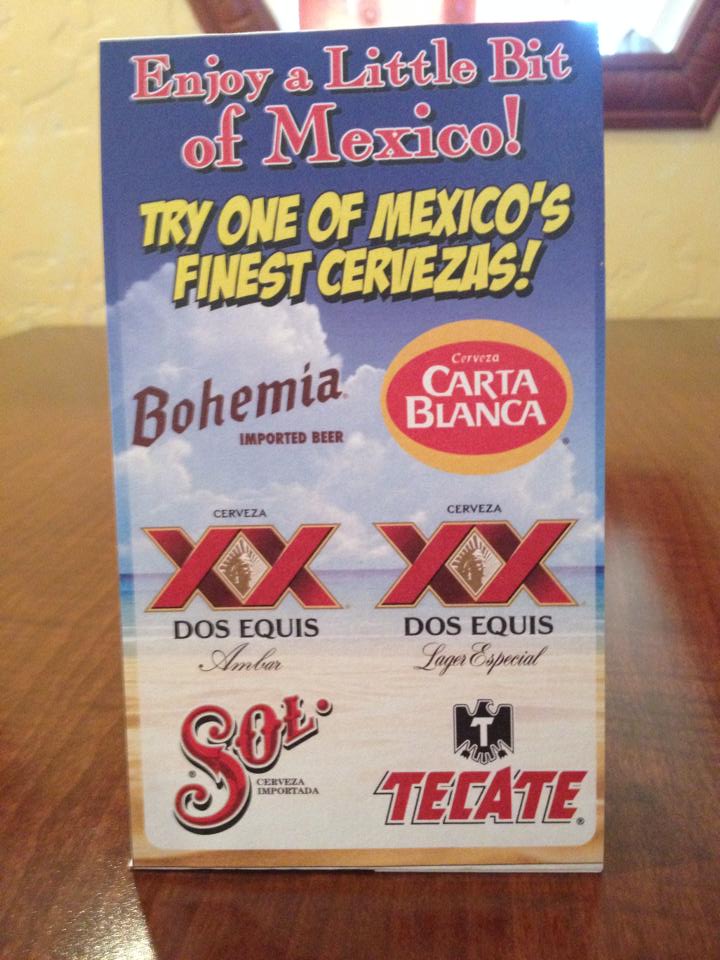 Enjoy a Little Bit
of Mexico!
TRY ONE OF MEXICO'S
FINEST CERVEZAS!
Bohemia
IMPORTED BEER
Cerveza
CARTA
BLANCA
CERVEZA
XX
DOS EQUIS
Ambar
CERVEZA
XX
DOS EQUIS
Lager Especial
SOL
CERVEZA
IMPORTADA
T
TECATE